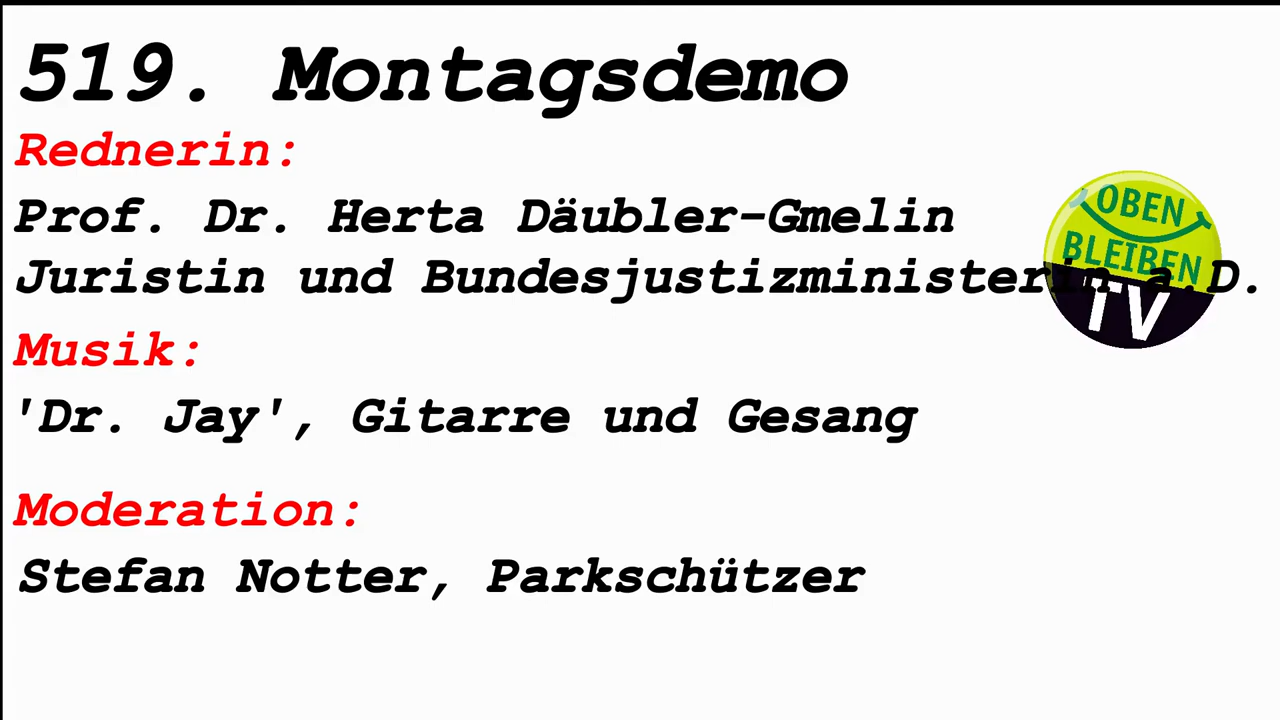 519. Montagsdemo
Rednerin:
Prof. Dr. Herta Däubler-Gmelin
Juristin und Bundesjustizministerin a.D.
OBEN
BLEIBEN
TV
Musik:
'Dr. Jay', Gitarre und Gesang
Moderation:
Stefan Notter, Parkschützer